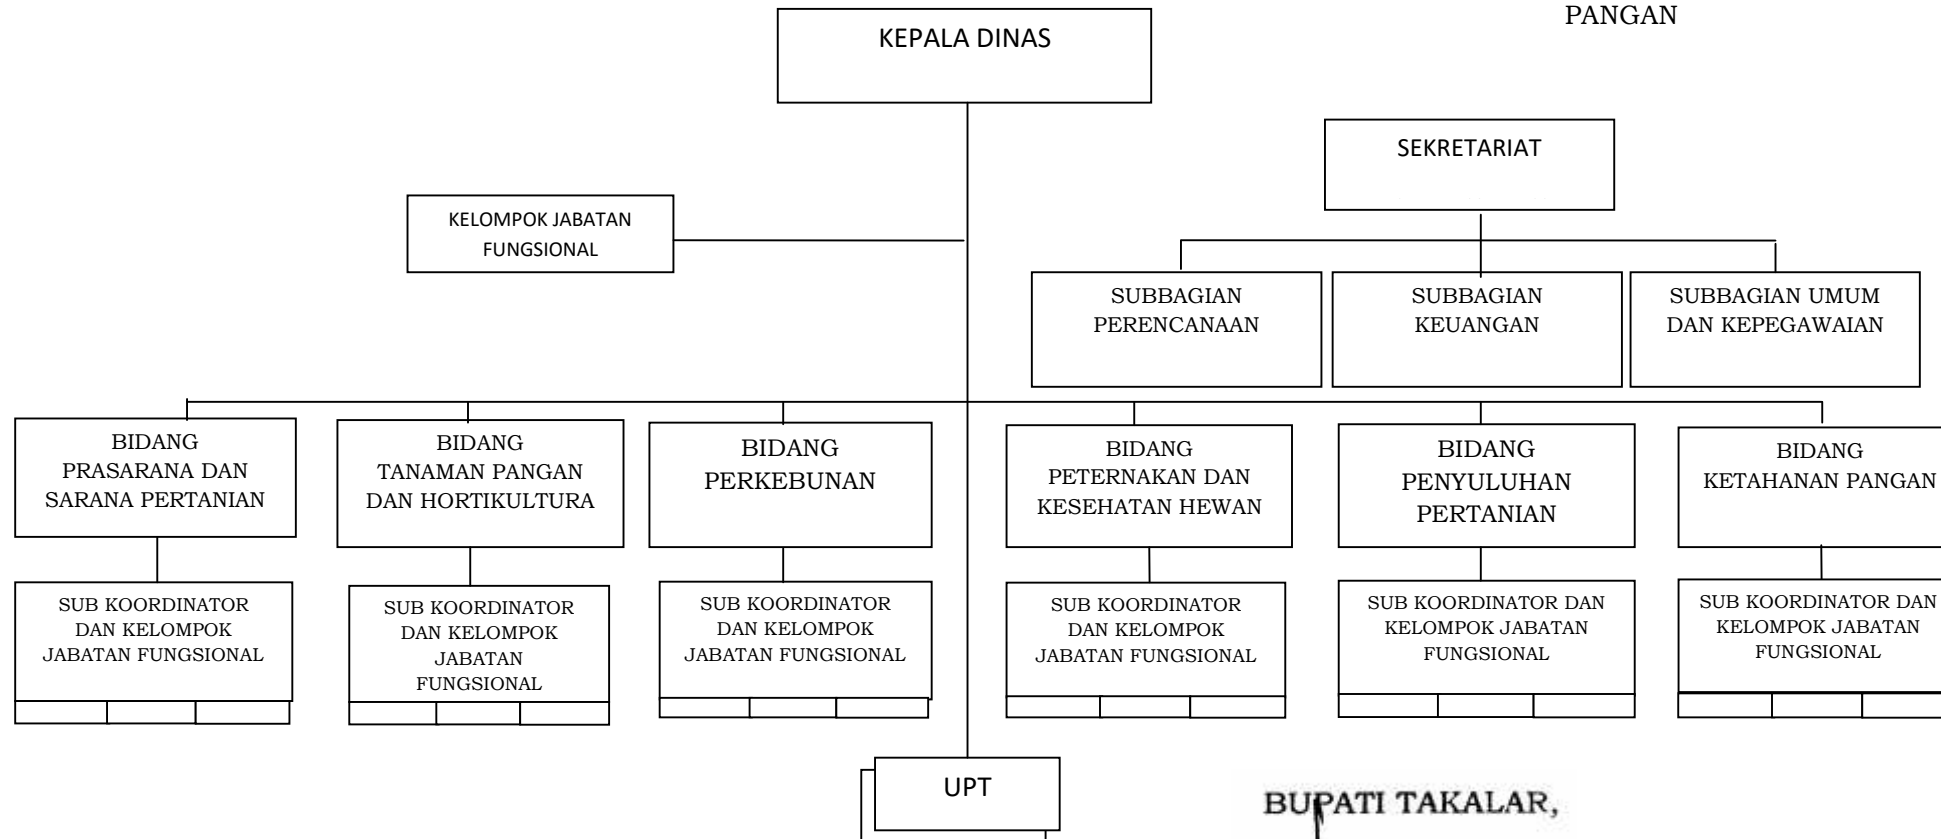 PANGAN
KEPALA DINAS
SEKRETARIAT
KELOMPOK JABATAN
FUNGSIONAL
SUBBAGIAN
PERENCANAAN
SUBBAGIAN
KEUANGAN
SUBBAGIAN UMUM
DAN KEPEGAWAIAN
BIDANG
PRASARANA DAN
SARANA PERTANIAN
BIDANG
TANAMAN PANGAN
DAN HORTIKULTURA
BIDANG
PERKEBUNAN
BIDANG
PETERNAKAN DAN
KESEHATAN HEWAN
BIDANG
PENYULUHAN
PERTANIAN
BIDANG
KETAHANAN PANGAN
SUB KOORDINATOR
DAN KELOMPOK
JABATAN FUNGSIONAL
SUB KOORDINATOR
DAN KELOMPOK
JABATAN
FUNGSIONAL
SUB KOORDINATOR
DAN KELOMPOK
JABATAN FUNGSIONAL
SUB KOORDINATOR
DAN KELOMPOK
JABATAN FUNGSIONAL
SUB KOORDINATOR DAN
KELOMPOK JABATAN
FUNGSIONAL
SUB KOORDINATOR DAN
KELOMPOK JABATAN
FUNGSIONAL
UPT
BUPATI TAKALAR,